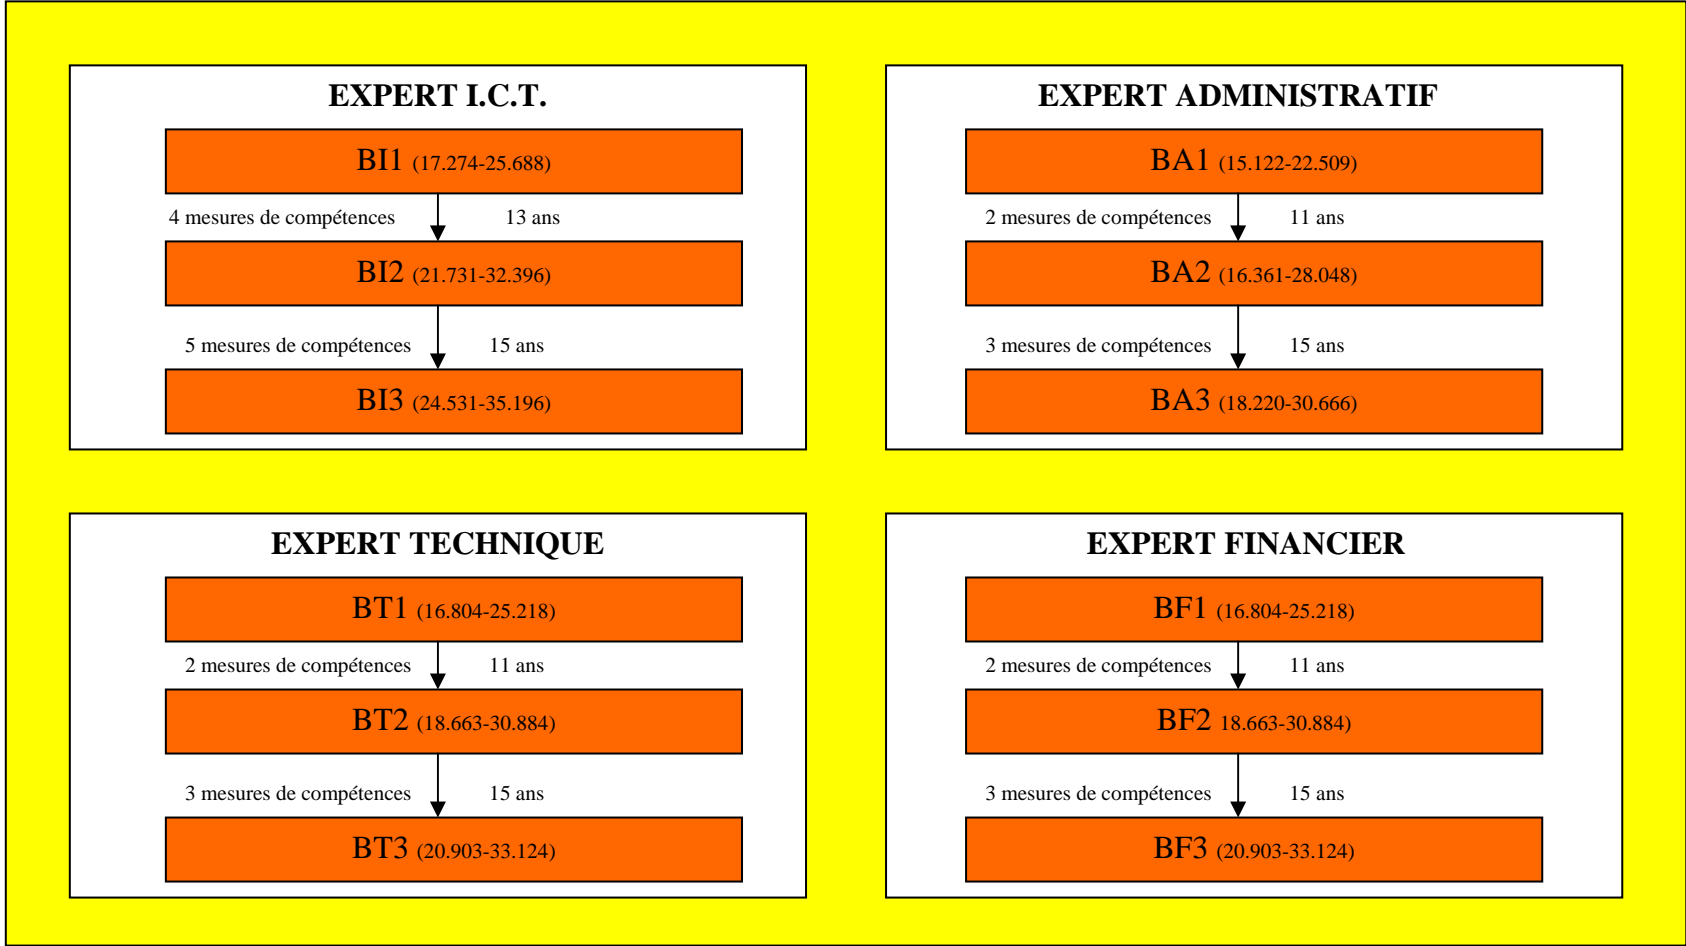 EXPERT I.C.T.
BI1 (17.274-25.688)
4 mesures de compétences 13 ans
BI2 (21.731-32.396)
5 mesures de compétences 15 ans
BI3 (24.531-35.196)
EXPERT ADMINISTRATIF
BA1 (15.122-22.509)
2 mesures de compétences 11 ans
BA2 (16.361-28.048)
3 mesures de compétences 15 ans
BA3 (18.220-30.666)
EXPERT TECHNIQUE
BT1 (16.804-25.218)
2 mesures de compétences 11 ans
BT2 (18.663-30.884)
3 mesures de compétences 15 ans
BT3 (20.903-33.124)
EXPERT FINANCIER
BF1 (16.804-25.218)
2 mesures de compétences 11 ans
BF2 18.663-30.884)
3 mesures de compétences 15 ans
BF3 (20.903-33.124)